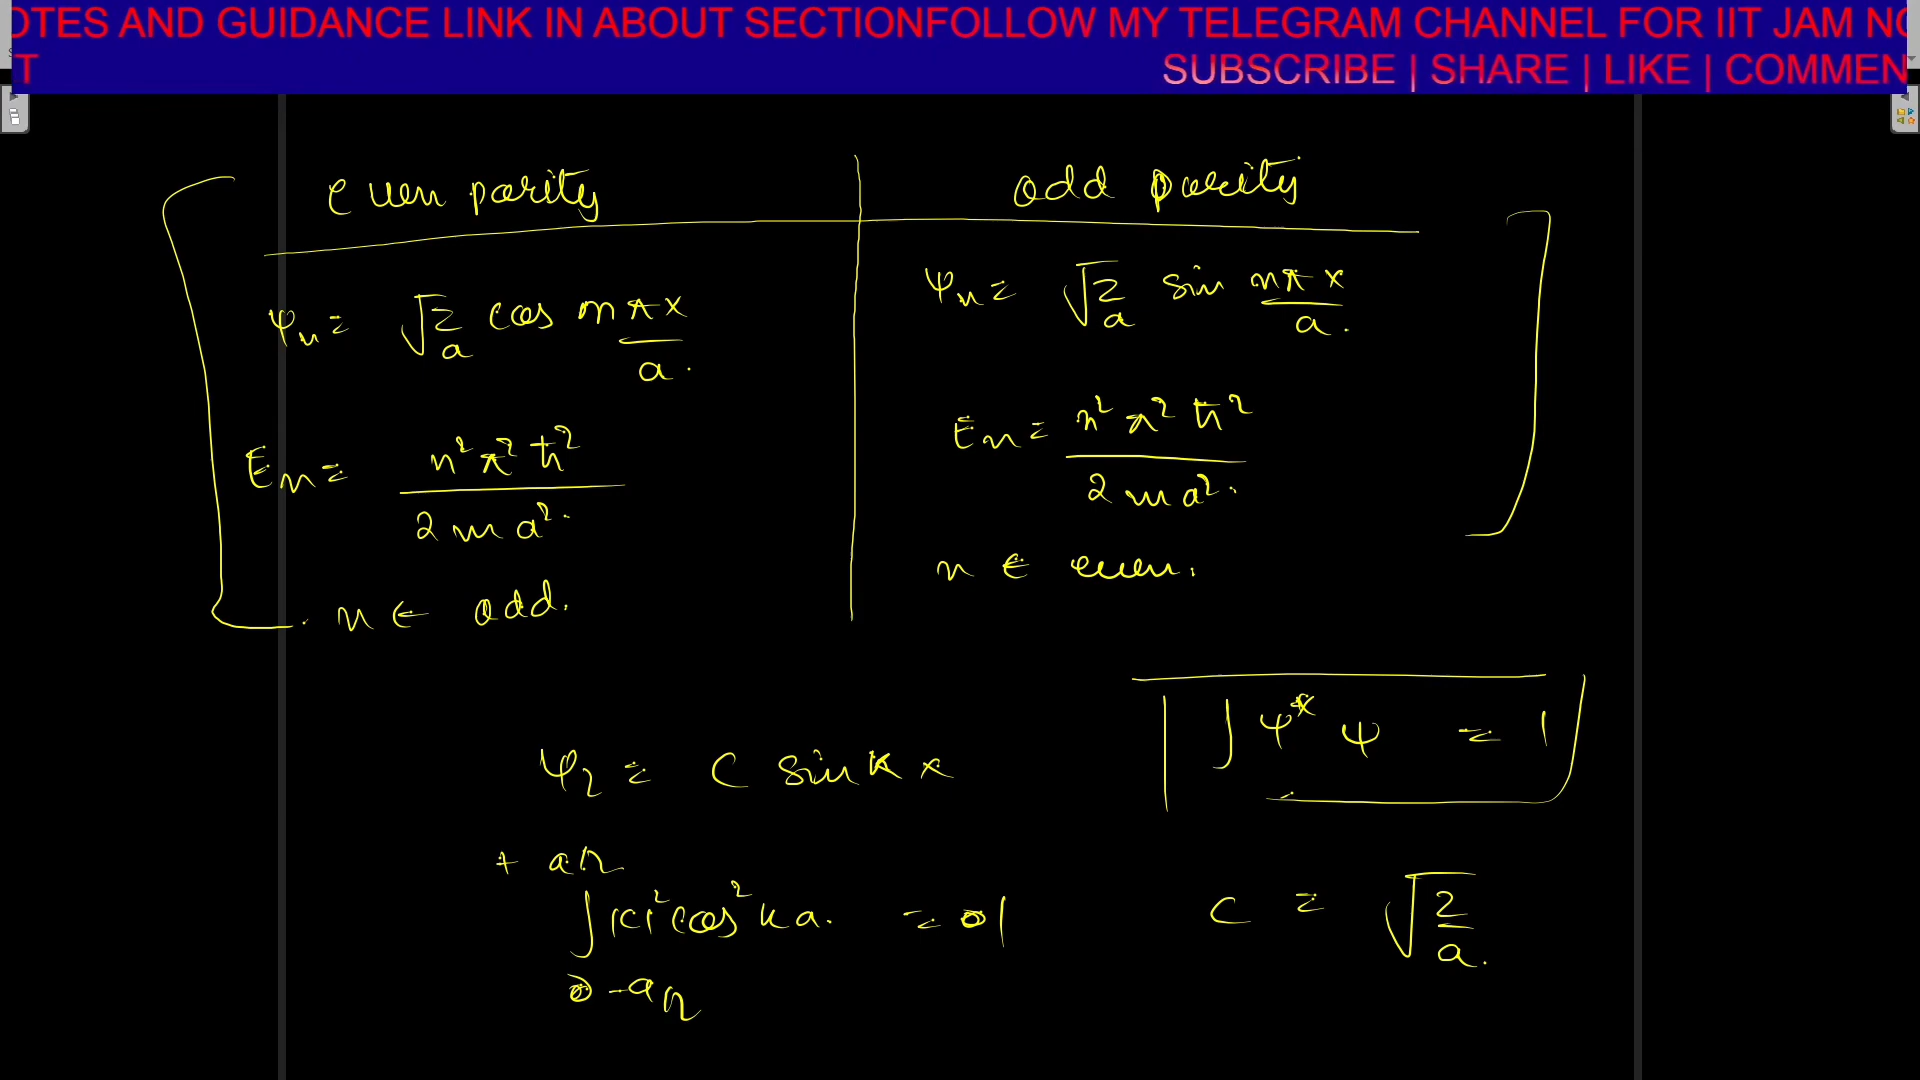 OTES AND GUIDANCE LINK IN ABOUT SECTIONFOLLOW MY TELEGRAM CHANNEL FOR IIT JAM NO
T SUBSCRIBE | SHARE | LIKE | COMMEN
even parity
ψn = √(2/a) cos nπx/a.
En = n²π²ħ²/2ma².
n ∈ odd.
odd parity
ψn = √(2/a) sin nπx/a.
En = n²π²ħ²/2ma².
n ∈ even.
∫ψ*ψ = 1
ψ2 = C sin kx
+a/2
∫|C|² cos² ka. = 1
-a/2
C = √(2/a).